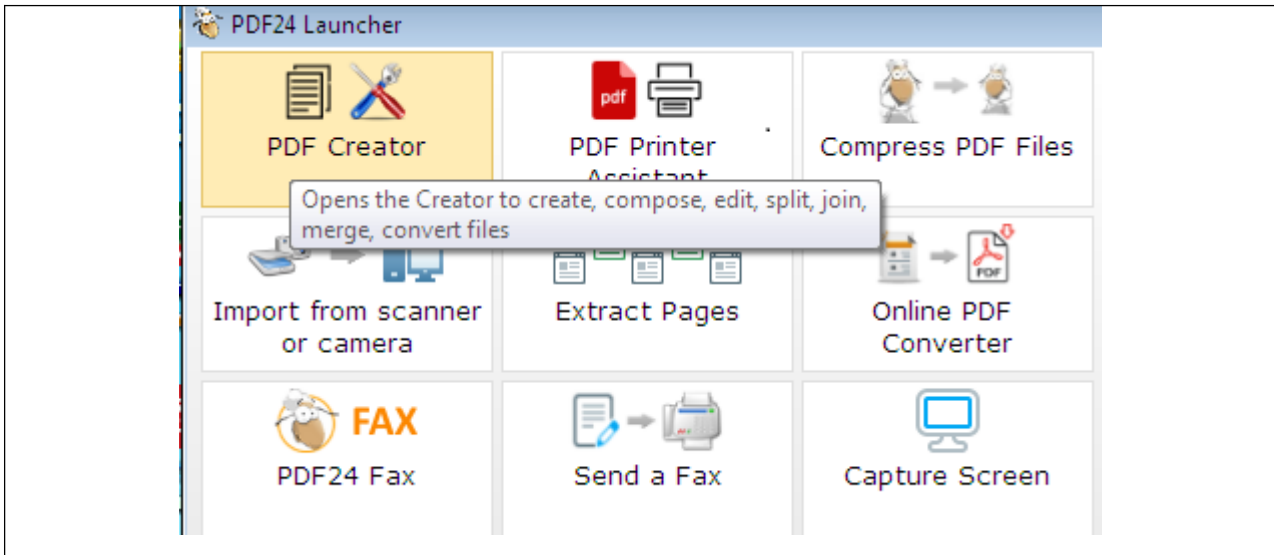 PDF24 Launcher
pdf
PDF Creator
PDF Printer
Assistant
Compress PDF Files
Opens the Creator to create, compose, edit, split, join,
merge, convert files
PDF
Import from scanner
or camera
Extract Pages
Online PDF
Converter
FAX
PDF24 Fax
Send a Fax
Capture Screen